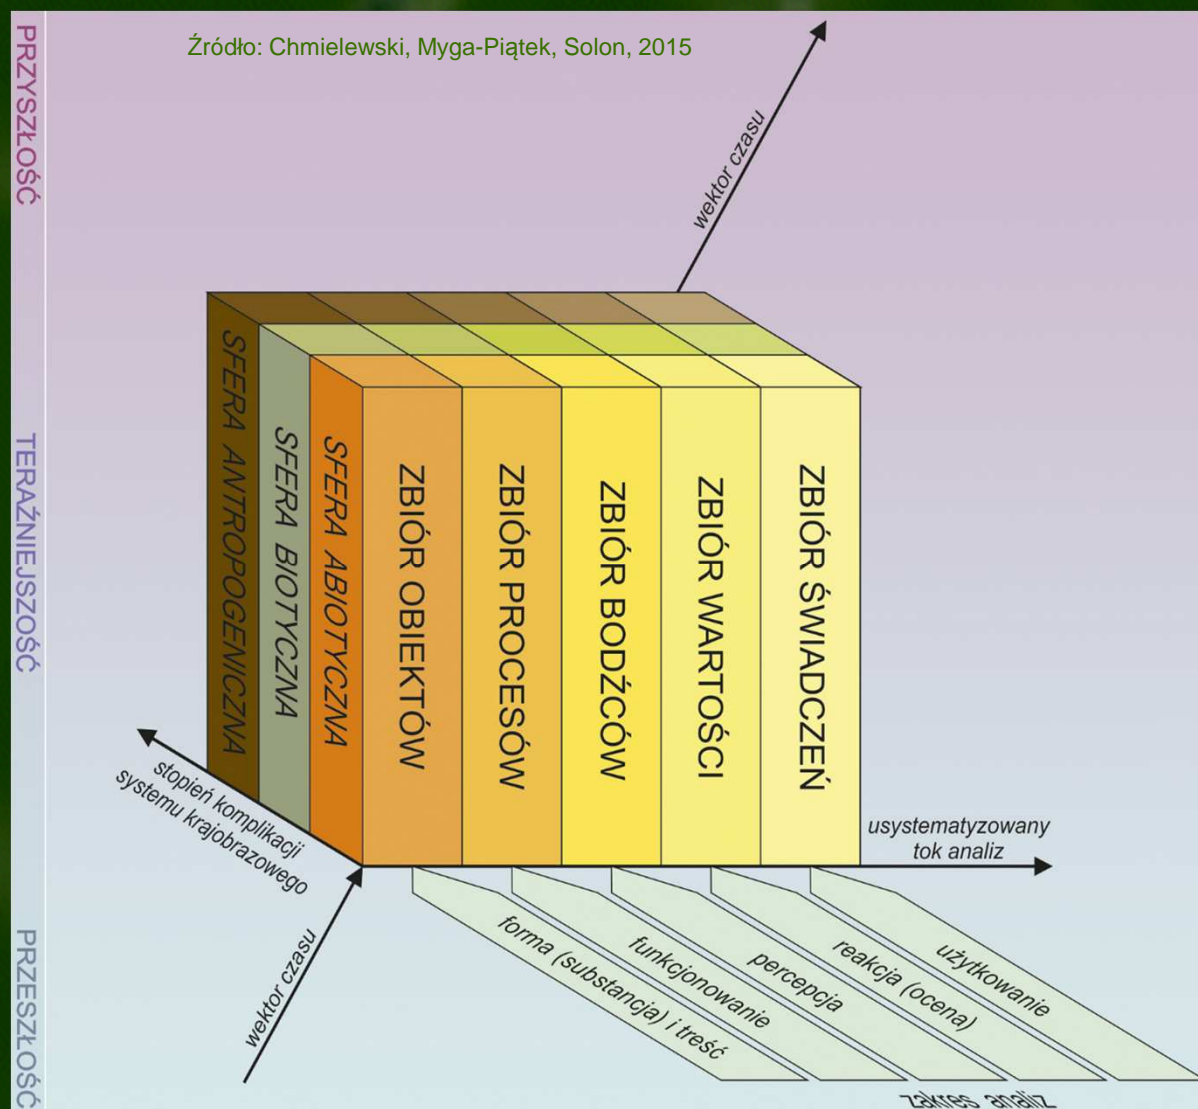 Źródło: Chmielewski, Myga-Piątek, Solon, 2015
PRZYSZŁOŚĆ
TERAŹNIEJSZOŚĆ
PRZESZŁOŚĆ
wektor czasu
SFERA ANTROPOGENICZNA
SFERA BIOTYCZNA
SFERA ABIOTYCZNA
ZBIÓR OBIEKTÓW
ZBIÓR PROCESÓW
ZBIÓR BODŹCÓW
ZBIÓR WARTOŚCI
ZBIÓR ŚWIADCZEŃ
stopień komplikacji
systemu krajobrazowego
usystematyzowany
tok analiz
wektor czasu
forma (substancja) i treść
funkcjonowanie
percepcja
reakcja (ocena)
użytkowanie
zakres analiz